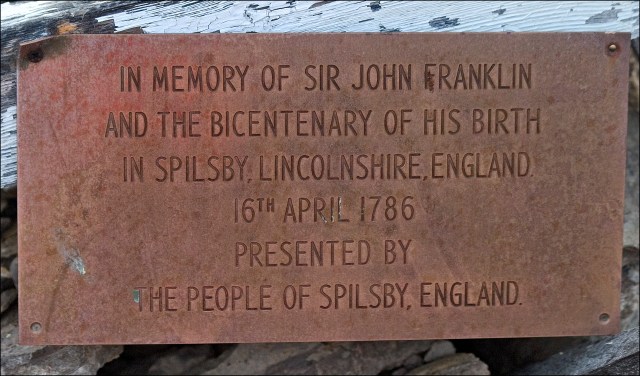 IN MEMORY OF SIR JOHN FRANKLIN
AND THE BICENTENARY OF HIS BIRTH
IN SPILSBY, LINCOLNSHIRE, ENGLAND.
16TH APRIL 1786
PRESENTED BY
THE PEOPLE OF SPILSBY, ENGLAND.